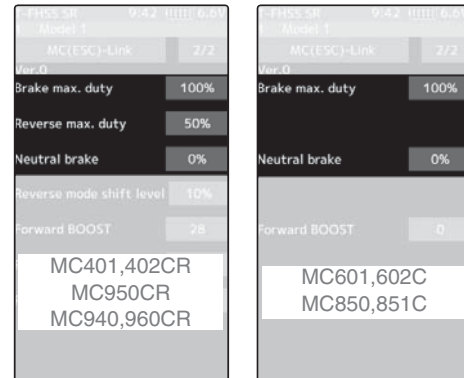 T-FHSS SR 9:42 6.6V
1 Model 1
MC(ESC)-Link 2/2
Ver.0
Brake max. duty 100%
Reverse max. duty 50%
Neutral brake 0%
Reverse mode shift level 10%
Forward BOOST 28
MC401,402CR
MC950CR
MC940,960CR
T-FHSS SR 9:42 6.6V
1 Model 1
MC(ESC)-Link 2/2
Ver.0
Brake max. duty 100%
Neutral brake 0%
Forward BOOST 0
MC601,602C
MC850,851C